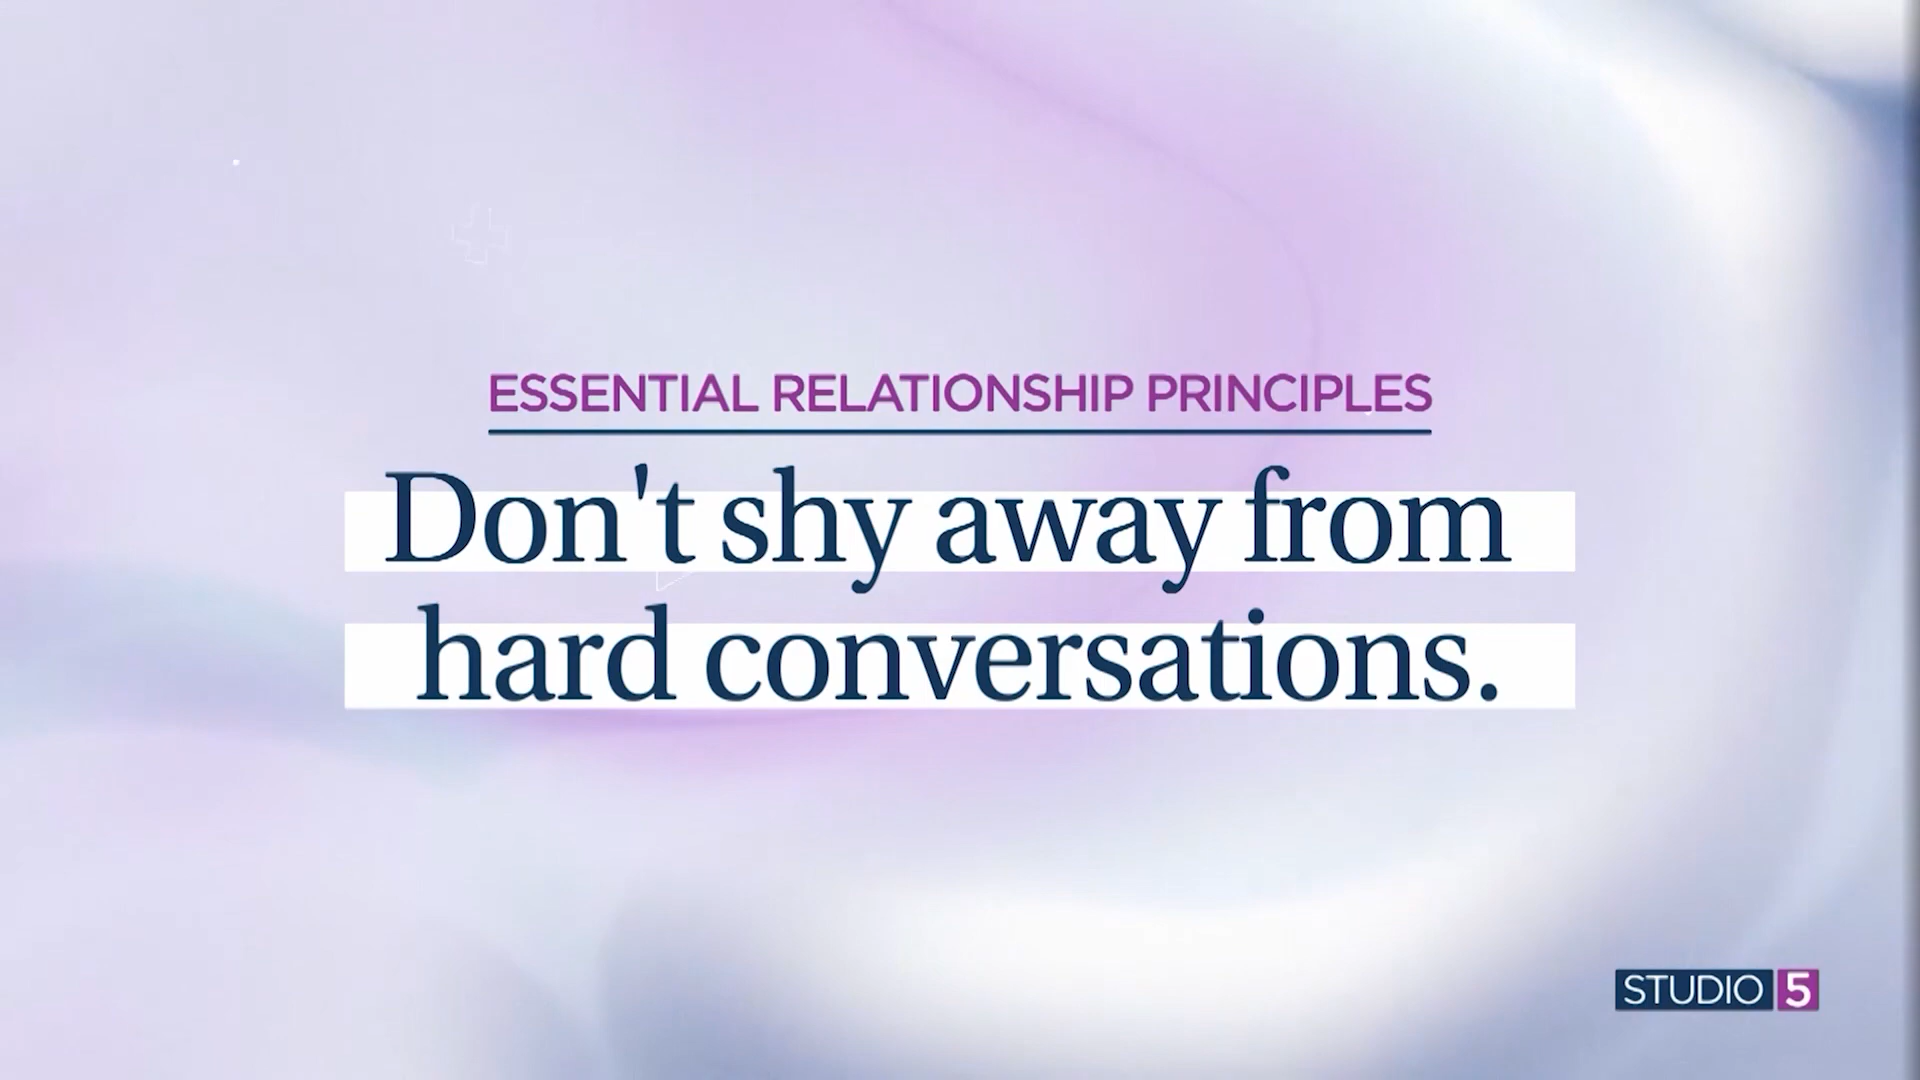 ESSENTIAL RELATIONSHIP PRINCIPLES
Don't shy away from
hard conversations.
STUDIO 5